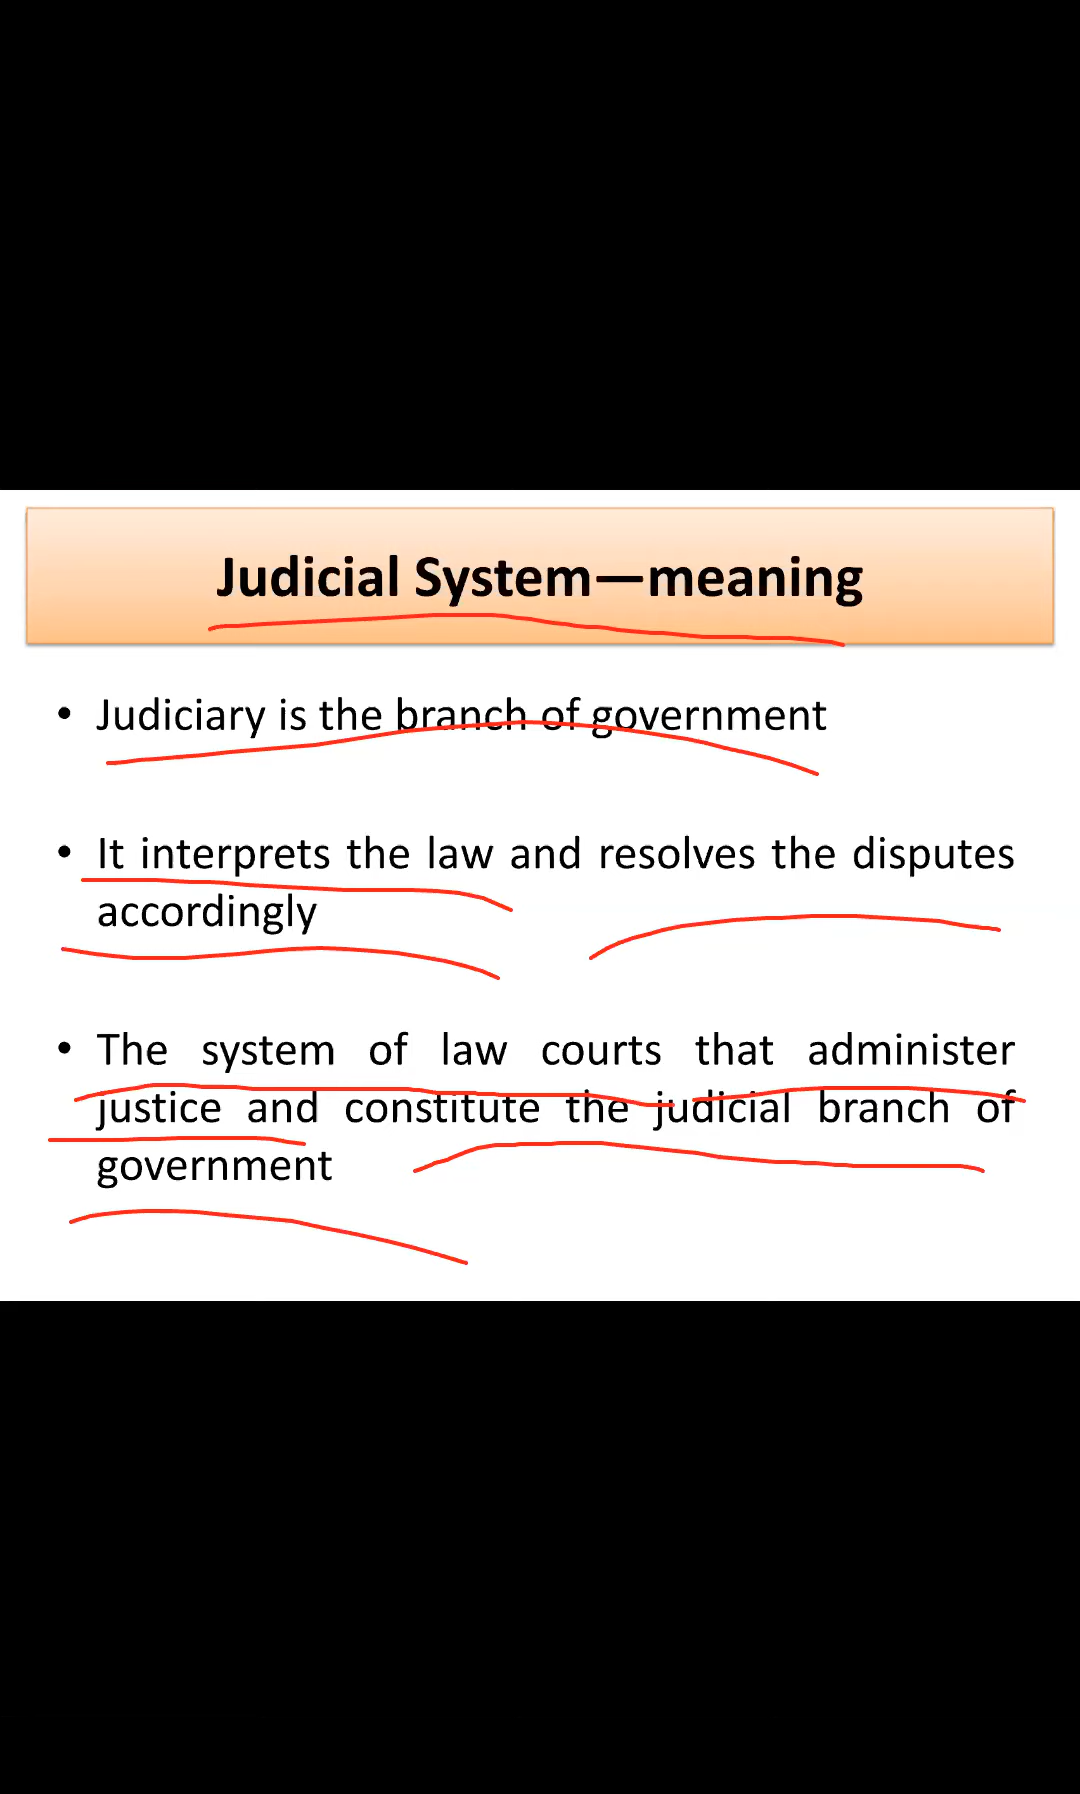 Judicial System—meaning
• Judiciary is the branch of government
• It interprets the law and resolves the disputes
accordingly
• The system of law courts that administer
justice and constitute the judicial branch of
government